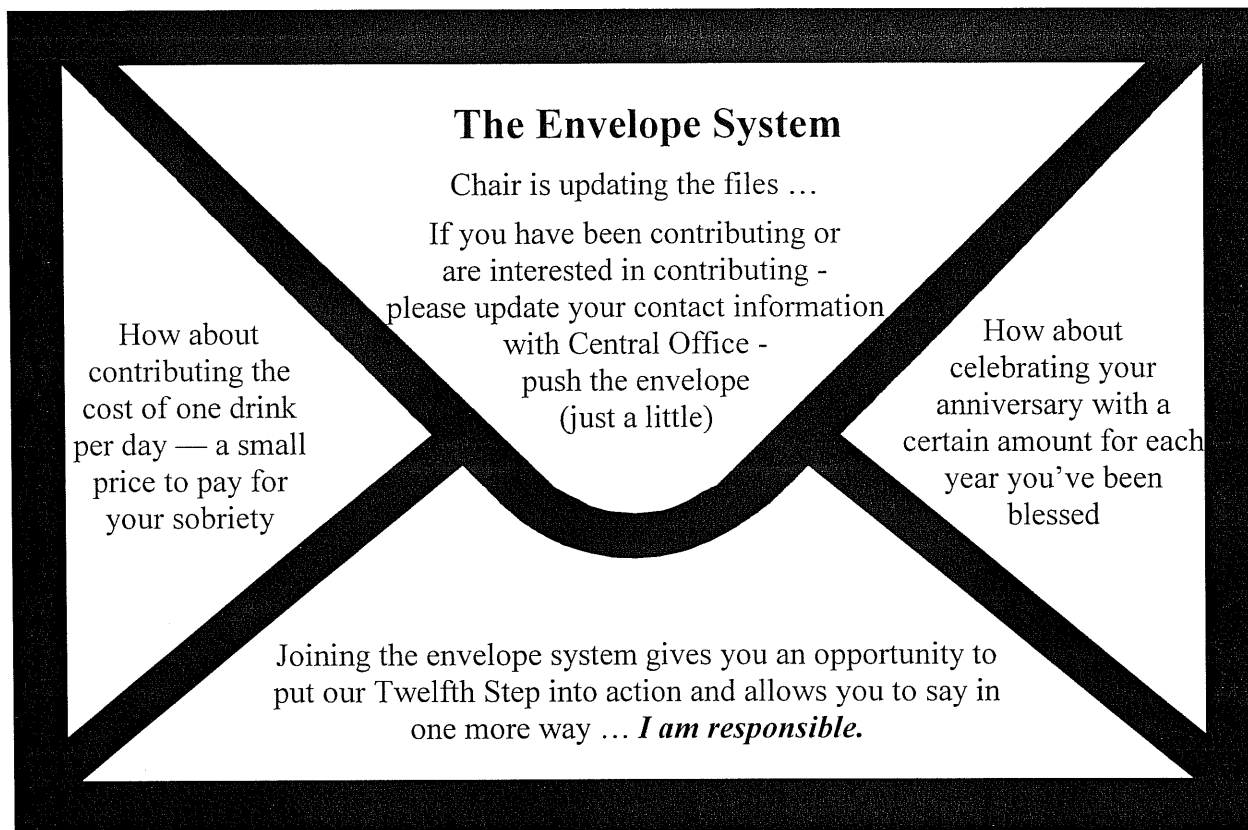 The Envelope System
Chair is updating the files …
If you have been contributing or
are interested in contributing -
please update your contact information
with Central Office -
push the envelope
(just a little)
How about
contributing the
cost of one drink
per day — a small
price to pay for
your sobriety
How about
celebrating your
anniversary with a
certain amount for each
year you’ve been
blessed
Joining the envelope system gives you an opportunity to
put our Twelfth Step into action and allows you to say in
one more way … I am responsible.